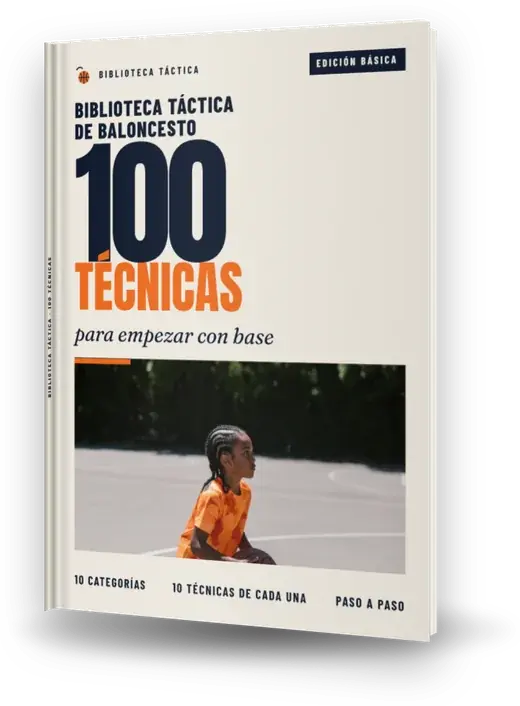 BIBLIOTECA TÁCTICA
EDICIÓN BÁSICA
BIBLIOTECA TÁCTICA
DE BALONCESTO
100
TÉCNICAS
para empezar con base
10 CATEGORÍAS
10 TÉCNICAS DE CADA UNA
PASO A PASO
BIBLIOTECA TÁCTICA · 100 TÉCNICAS